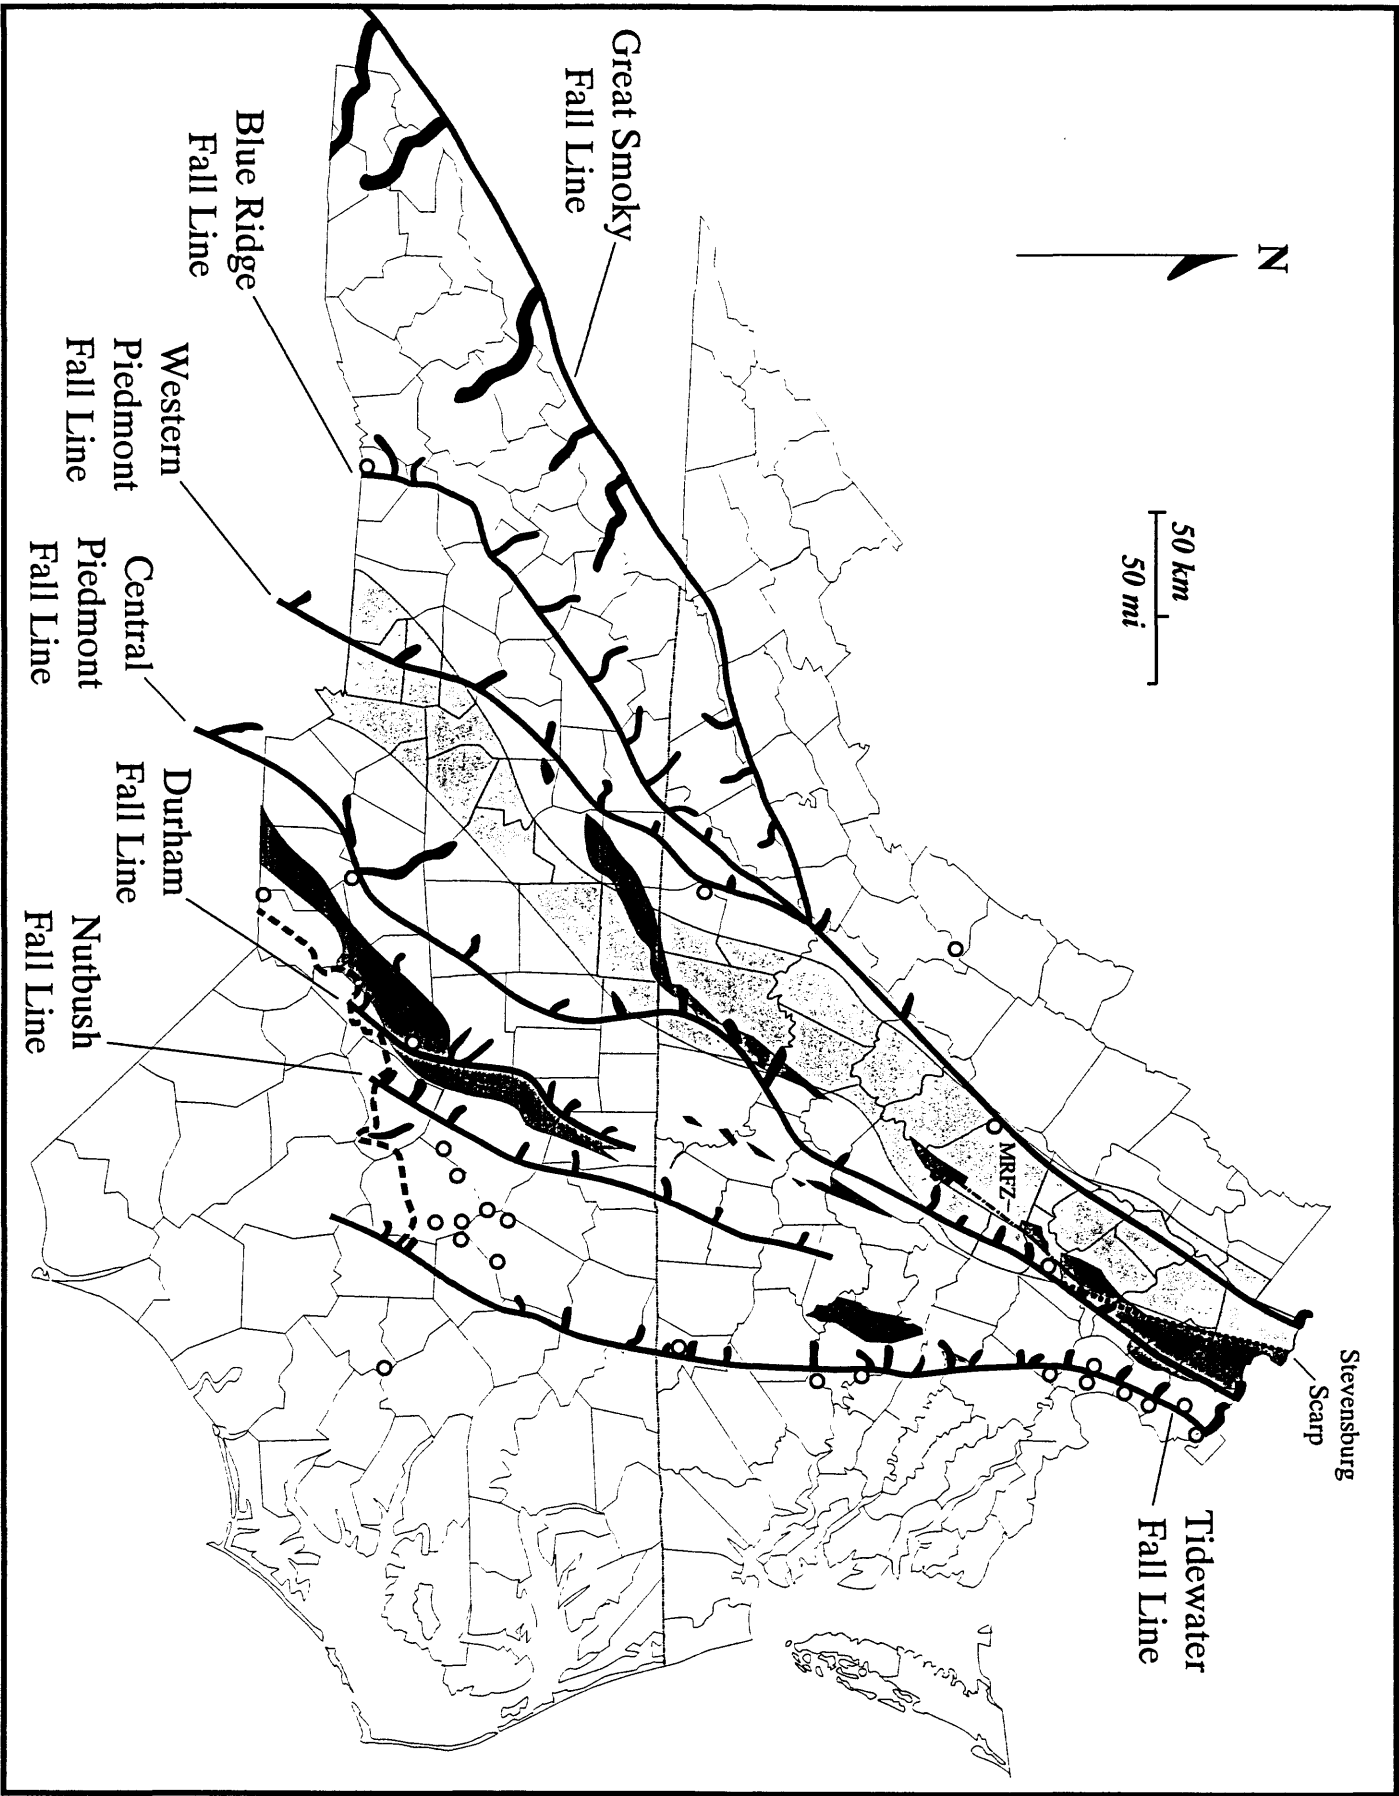 N
50 km
50 mi
Great Smoky
Fall Line
Blue Ridge
Fall Line
Western
Piedmont
Fall Line
Central
Piedmont
Fall Line
Durham
Fall Line
Nutbush
Fall Line
MRFZ
Stevensburg
Scarp
Tidewater
Fall Line